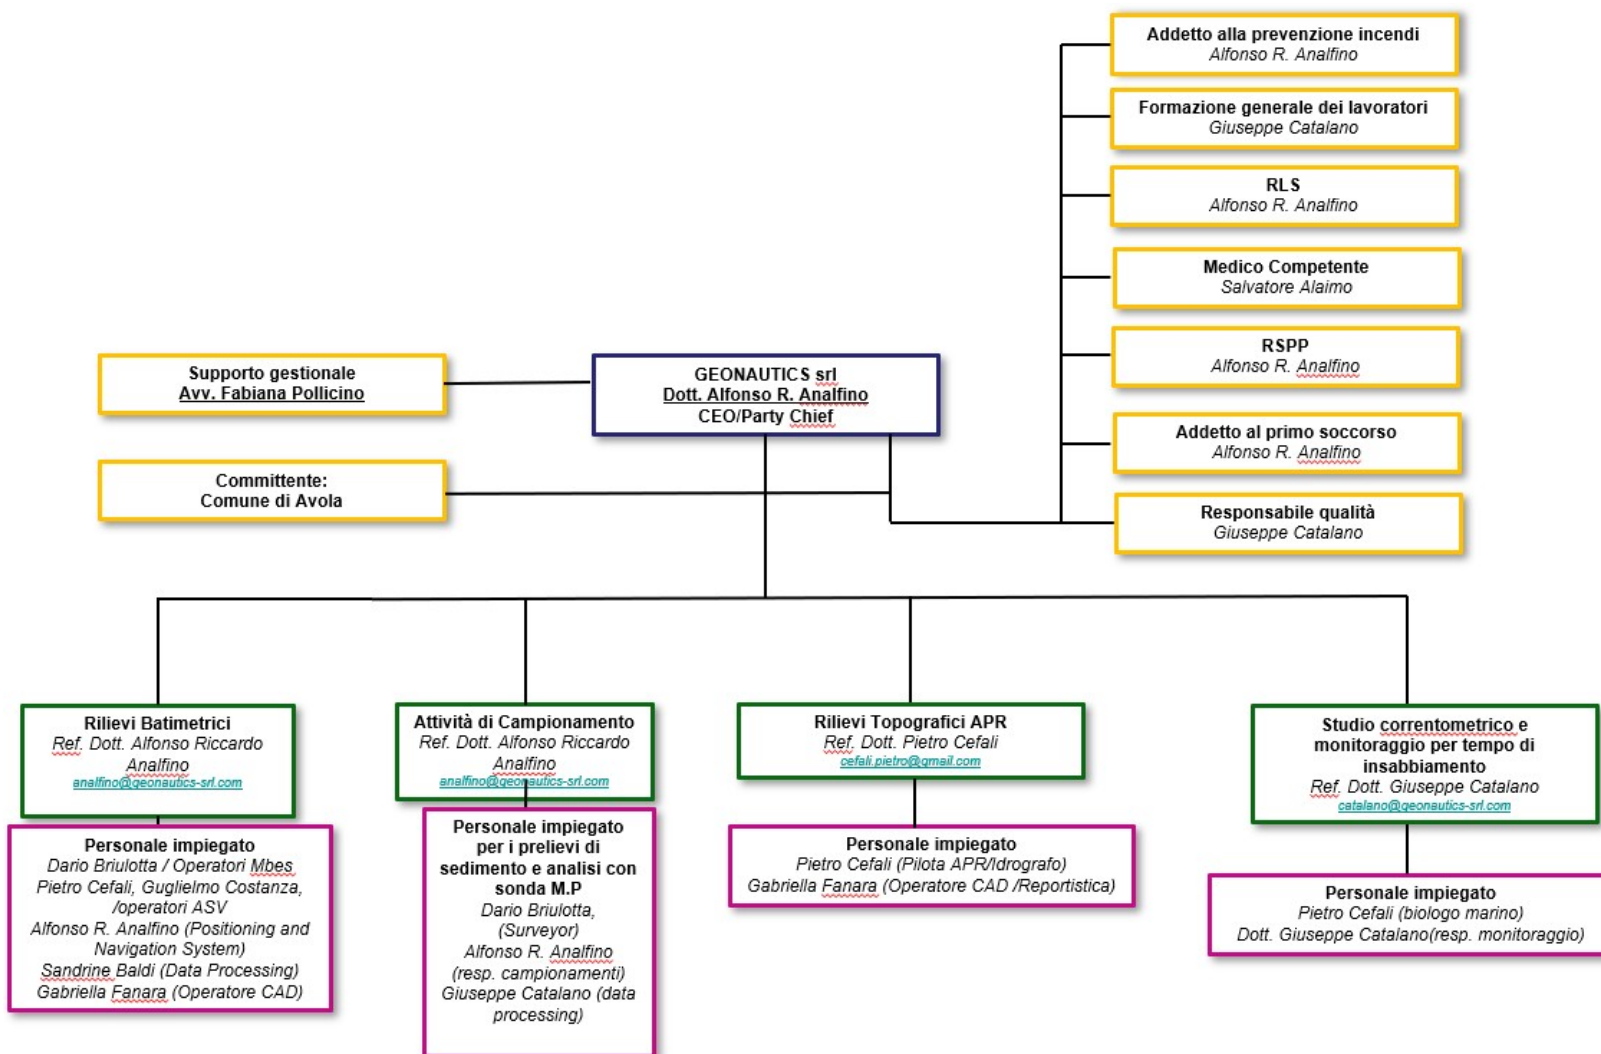 Addetto alla prevenzione incendi
Alfonso R. Analfino
Formazione generale dei lavoratori
Giuseppe Catalano
RLS
Alfonso R. Analfino
Medico Competente
Salvatore Alaimo
RSPP
Alfonso R. Analfino
Addetto al primo soccorso
Alfonso R. Analfino
Responsabile qualità
Giuseppe Catalano
Supporto gestionale
Avv. Fabiana Pollicino
GEONAUTICS srl
Dott. Alfonso R. Analfino
CEO/Party Chief
Committente:
Comune di Avola
Rilievi Batimetrici
Ref. Dott. Alfonso Riccardo
Analfino
analfino@geonautics-srl.com
Personale impiegato
Dario Briulotta / Operatori Mbes
Pietro Cefali, Guglielmo Costanza,
/operatori ASV
Alfonso R. Analfino (Positioning and
Navigation System)
Sandrine Baldi (Data Processing)
Gabriella Fanara (Operatore CAD)
Attività di Campionamento
Ref. Dott. Alfonso Riccardo
Analfino
analfino@geonautics-srl.com
Personale impiegato
per i prelievi di
sedimento e analisi con
sonda M.P
Dario Briulotta,
(Surveyor)
Alfonso R. Analfino
(resp. campionamenti)
Giuseppe Catalano (data
processing)
Rilievi Topografici APR
Ref. Dott. Pietro Cefali
cefali.pietro@gmail.com
Personale impiegato
Pietro Cefali (Pilota APR/Idrografo)
Gabriella Fanara (Operatore CAD /Reportistica)
Studio correntometrico e
monitoraggio per tempo di
insabbiamento
Ref. Dott. Giuseppe Catalano
catalano@geonautics-srl.com
Personale impiegato
Pietro Cefali (biologo marino)
Dott. Giuseppe Catalano(resp. monitoraggio)